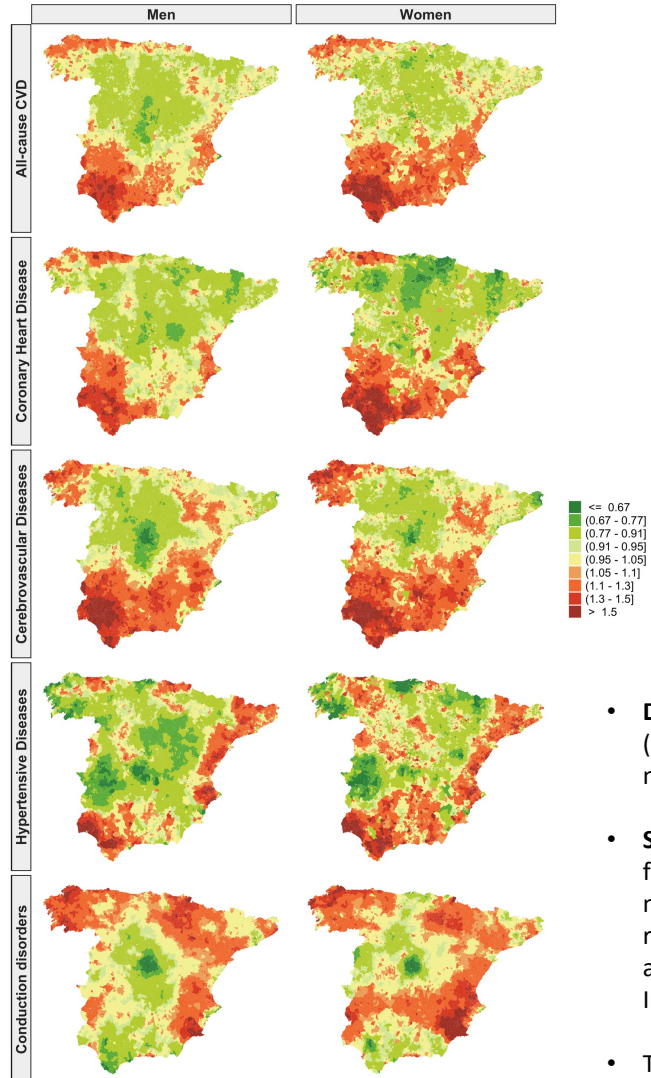 Men
Women
All-cause CVD
Coronary Heart Disease
Cerebrovascular Diseases
Hypertensive Diseases
Conduction disorders
<= 0.67
(0.67 - 0.77]
(0.77 - 0.91]
(0.91 - 0.95]
(0.95 - 1.05]
(1.05 - 1.1]
(1.1 - 1.3]
(1.3 - 1.5]
> 1.5
• D
(
r
• S
f
r
r
a
I
• T